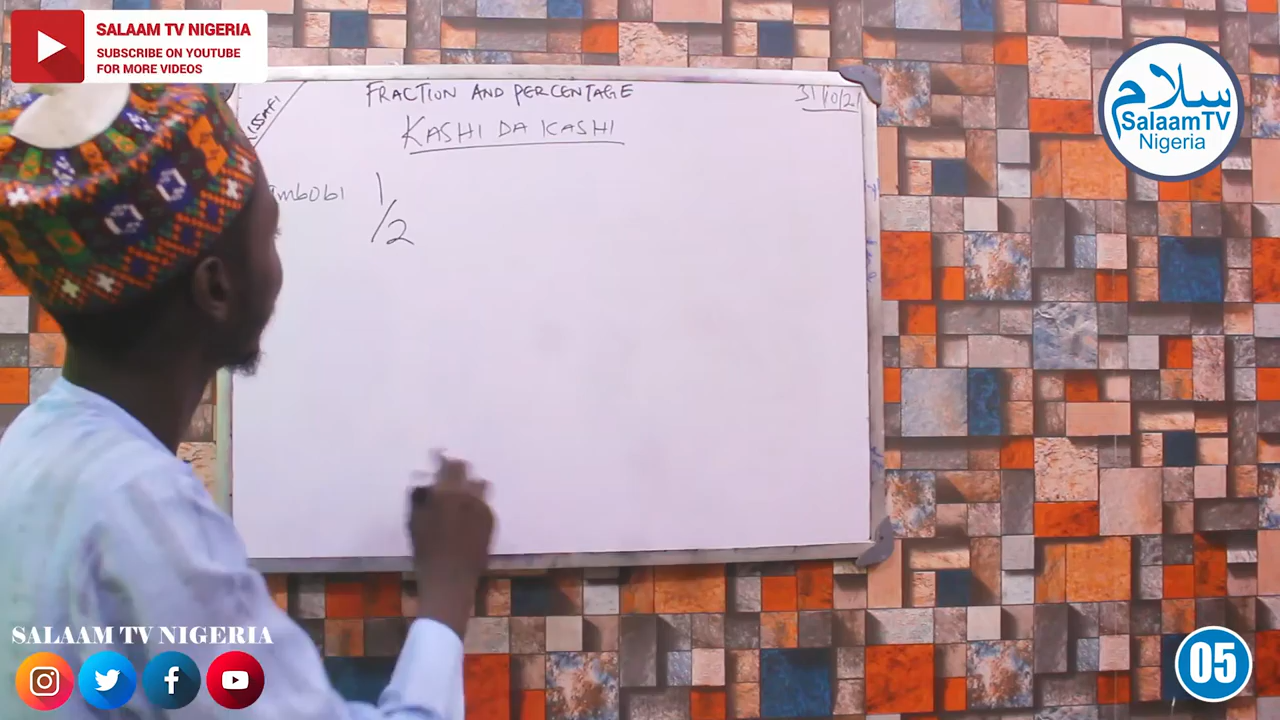 SALAAM TV NIGERIA
SUBSCRIBE ON YOUTUBE
FOR MORE VIDEOS
FRACTION AND PERCENTAGE
31/10/21
KASHI DA KASHI
1
/2
سلام
SalaamTV
Nigeria
SALAAM TV NIGERIA
05